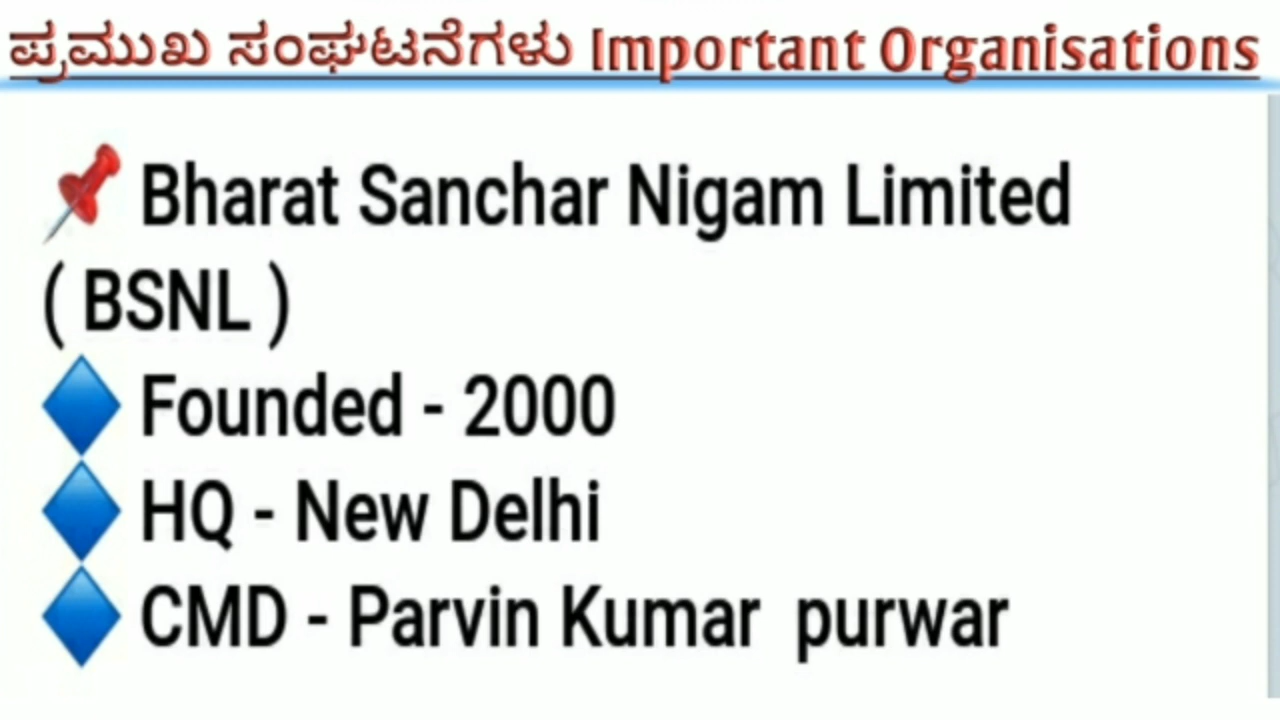 ಪ್ರಮುಖ ಸಂಘಟನೆಗಳು Important Organisations
📌 Bharat Sanchar Nigam Limited
( BSNL )
🔷 Founded - 2000
🔷 HQ - New Delhi
🔷 CMD - Parvin Kumar purwar